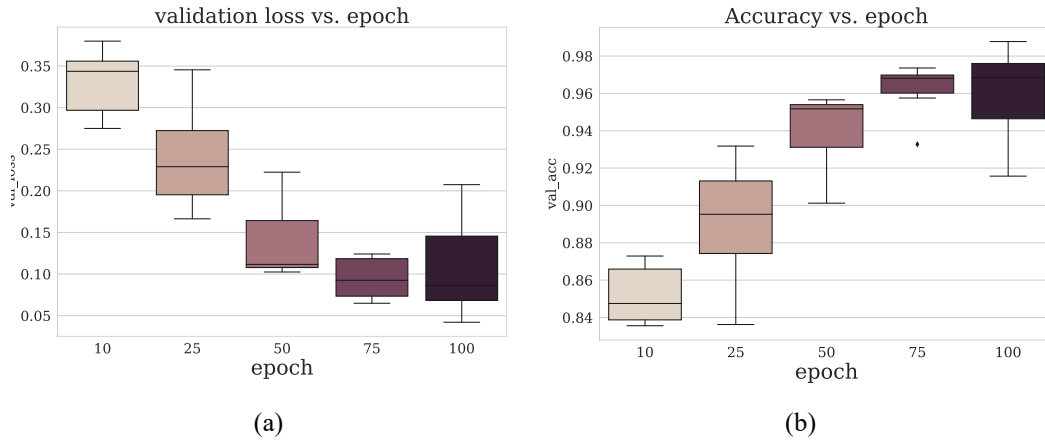 validation loss vs. epoch
0.35
0.30
0.25
0.20
0.15
0.10
0.05
val_loss
10 25 50 75 100
epoch
(a)
Accuracy vs. epoch
0.98
0.96
0.94
0.92
0.90
0.88
0.86
0.84
val_acc
10 25 50 75 100
epoch
(b)